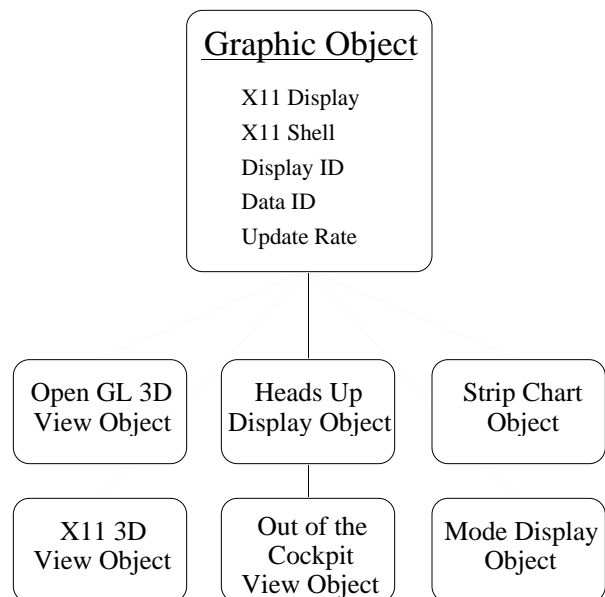 Graphic Object
X11 Display
X11 Shell
Display ID
Data ID
Update Rate
Open GL 3D
View Object
Heads Up
Display Object
Strip Chart
Object
X11 3D
View Object
Out of the
Cockpit
View Object
Mode Display
Object